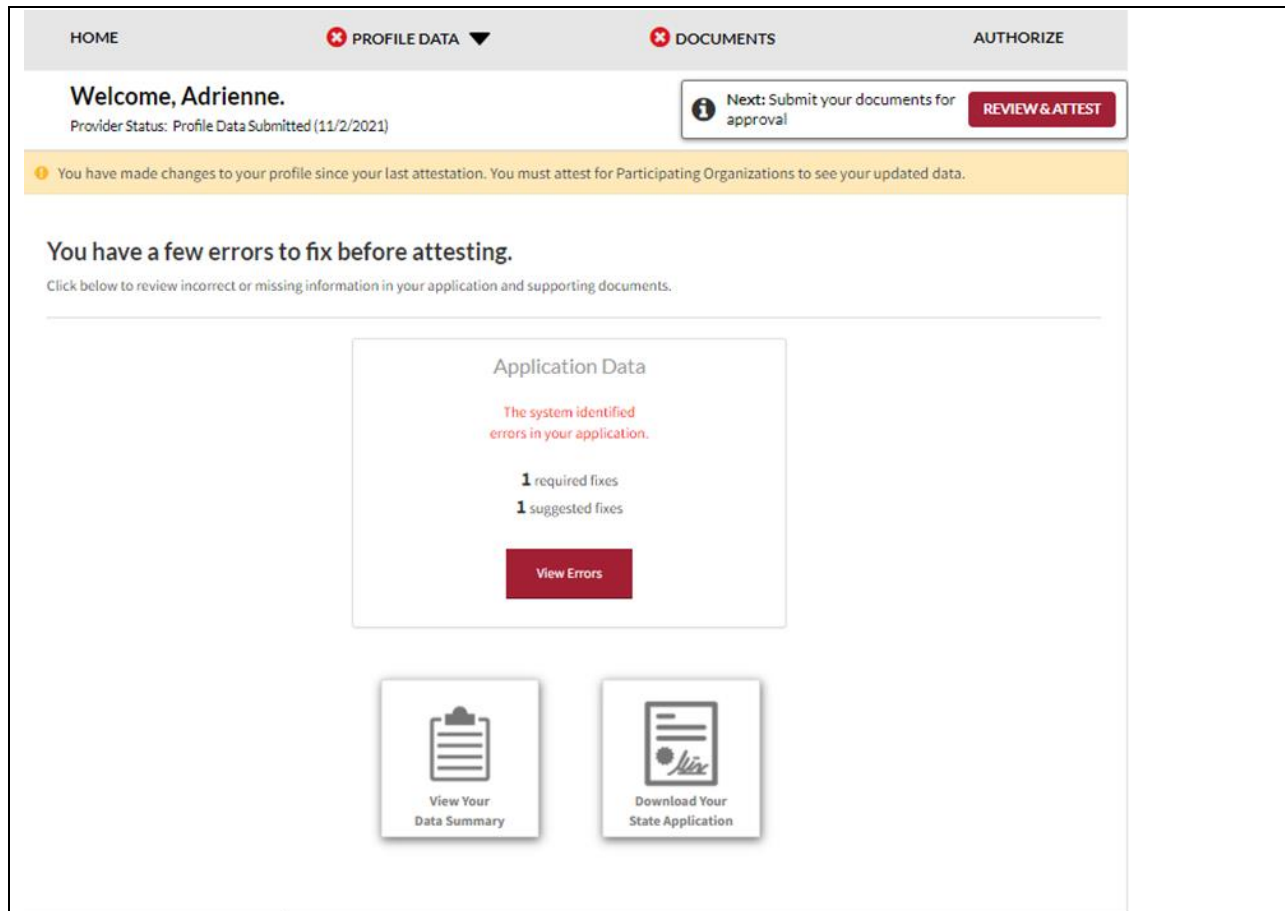 HOME
PROFILE DATA
DOCUMENTS
AUTHORIZE
Welcome, Adrienne.
Provider Status: Profile Data Submitted (11/2/2021)
Next: Submit your documents for
approval
REVIEW & ATTEST
You have made changes to your profile since your last attestation. You must attest for Participating Organizations to see your updated data.
You have a few errors to fix before attesting.
Click below to review incorrect or missing information in your application and supporting documents.
Application Data
The system identified
errors in your application.
1 required fixes
1 suggested fixes
View Errors
View Your
Data Summary
Download Your
State Application